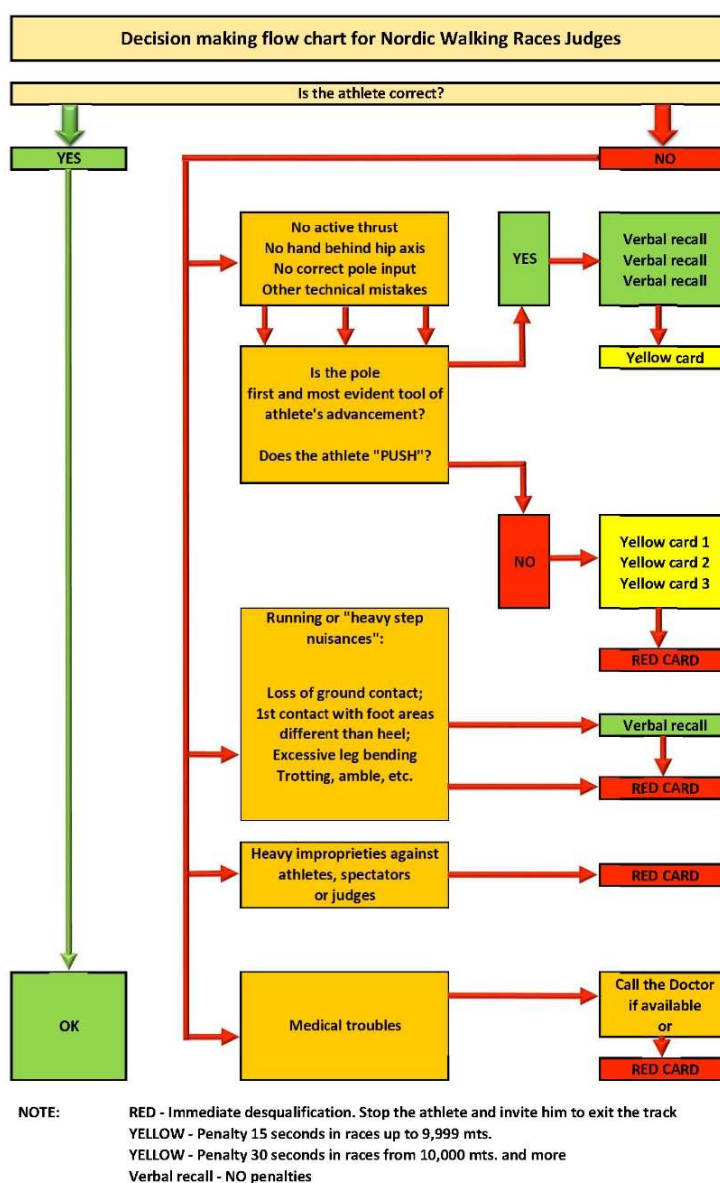 Decision making flow chart for Nordic Walking Races Judges
Is the athlete correct?
YES
NO
No active thrust
No hand behind hip axis
No correct pole input
Other technical mistakes
YES
Verbal recall
Verbal recall
Verbal recall
Yellow card
Is the pole
first and most evident tool of
athlete's advancement?
Does the athlete "PUSH"?
NO
Yellow card 1
Yellow card 2
Yellow card 3
RED CARD
Running or "heavy step
nuisances":
Loss of ground contact;
1st contact with foot areas
different than heel;
Excessive leg bending
Trotting, amble, etc.
Verbal recall
RED CARD
Heavy improprieties against
athletes, spectators
or judges
RED CARD
OK
Medical troubles
Call the Doctor
if available
or
RED CARD
NOTE: RED - Immediate desqualification. Stop the athlete and invite him to exit the track
YELLOW - Penalty 15 seconds in races up to 9,999 mts.
YELLOW - Penalty 30 seconds in races from 10,000 mts. and more
Verbal recall - NO penalties